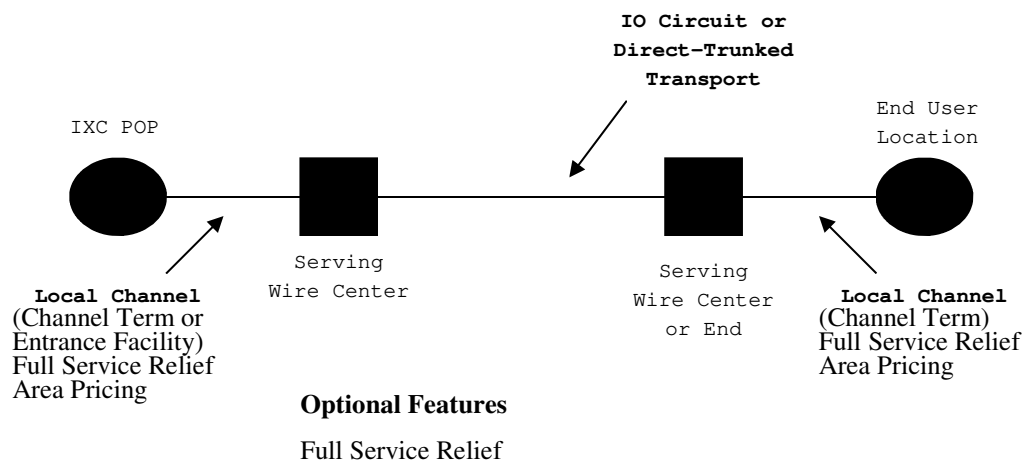 IO Circuit or
Direct-Trunked
Transport
IXC POP
End User
Location
Serving
Wire Center
Serving
Wire Center
or End
Local Channel
(Channel Term or
Entrance Facility)
Full Service Relief
Area Pricing
Local Channel
(Channel Term)
Full Service Relief
Area Pricing
Optional Features
Full Service Relief